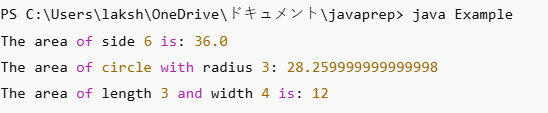 PS C:\Users\laksh\OneDrive\ドキュメント\javaprep> java Example
The area of side 6 is: 36.0
The area of circle with radius 3: 28.259999999999998
The area of length 3 and width 4 is: 12